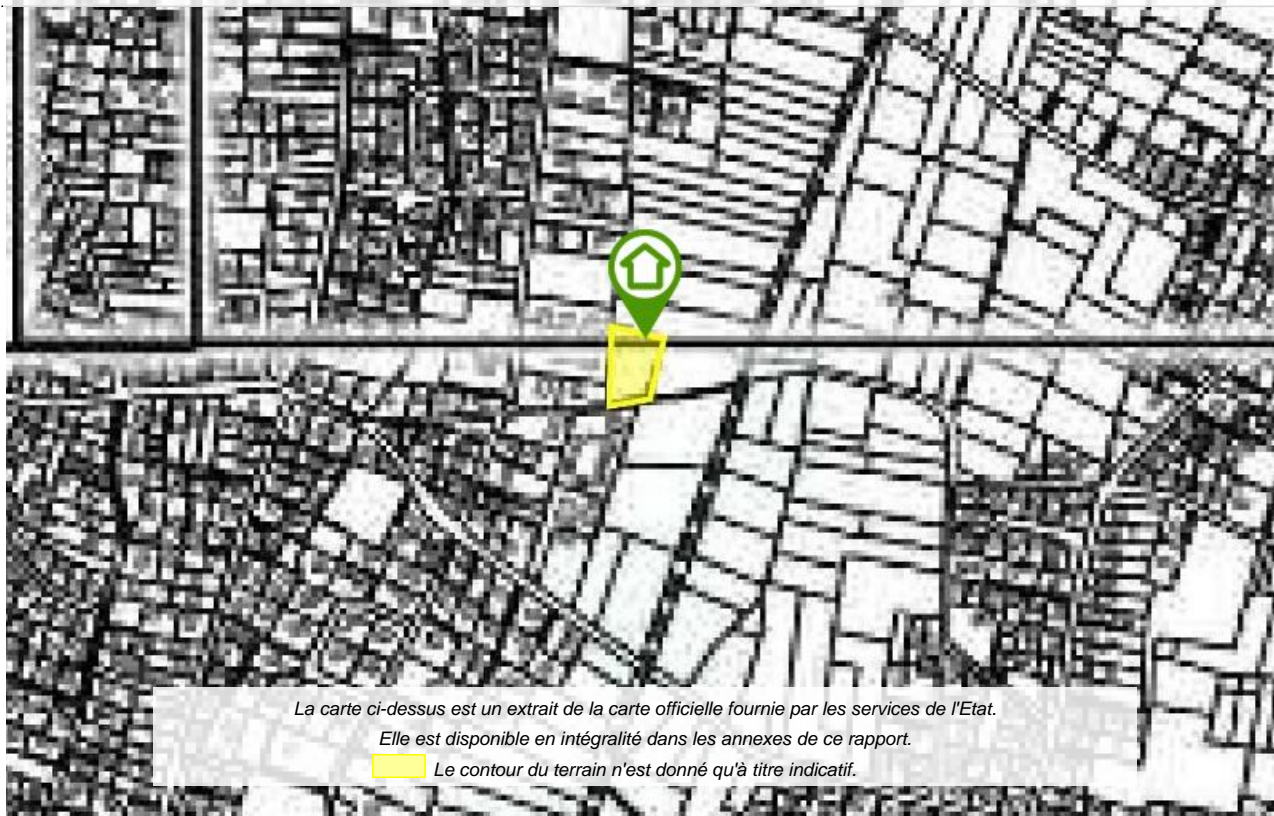 La carte ci-dessus est un extrait de la carte officielle fournie par les services de l'Etat.
Elle est disponible en intégralité dans les annexes de ce rapport.
Le contour du terrain n'est donné qu'à titre indicatif.